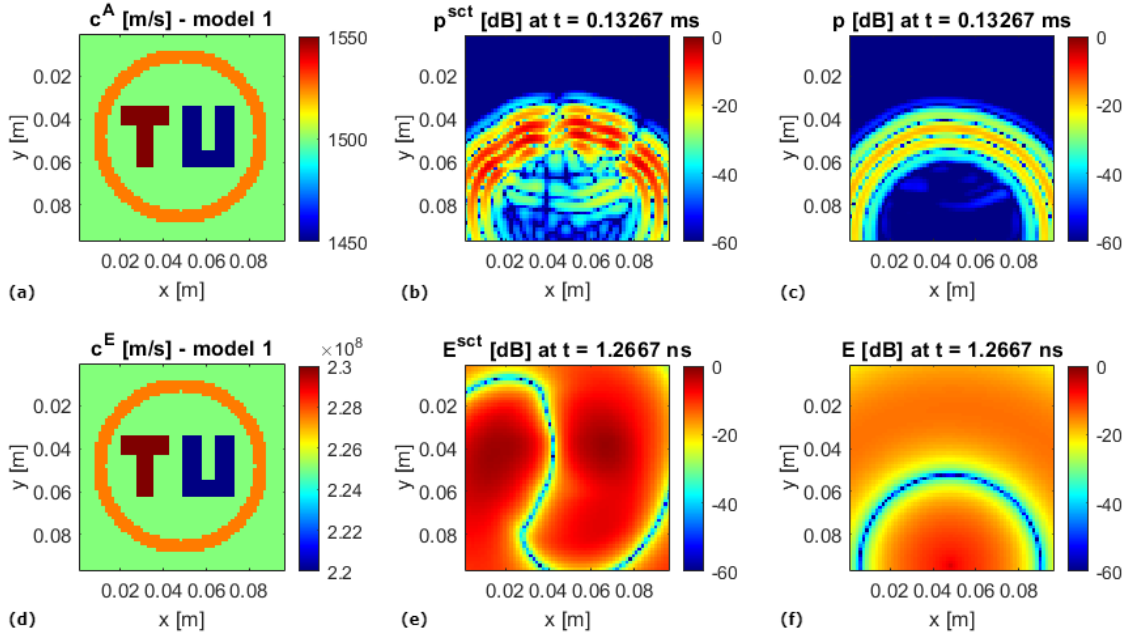 c^A [m/s] - model 1
1550
1500
1450
0.02
0.04
0.06
0.08
y [m]
0.02 0.04 0.06 0.08
x [m]
TU
(a)
p^sct [dB] at t = 0.13267 ms
0
-20
-40
-60
0.02
0.04
0.06
0.08
y [m]
0.02 0.04 0.06 0.08
x [m]
(b)
p [dB] at t = 0.13267 ms
0
-20
-40
-60
0.02
0.04
0.06
0.08
y [m]
0.02 0.04 0.06 0.08
x [m]
(c)
c^E [m/s] - model 1
×10^8
2.3
2.28
2.26
2.24
2.22
2.2
0.02
0.04
0.06
0.08
y [m]
0.02 0.04 0.06 0.08
x [m]
TU
(d)
E^sct [dB] at t = 1.2667 ns
0
-20
-40
-60
0.02
0.04
0.06
0.08
y [m]
0.02 0.04 0.06 0.08
x [m]
(e)
E [dB] at t = 1.2667 ns
0
-20
-40
-60
0.02
0.04
0.06
0.08
y [m]
0.02 0.04 0.06 0.08
x [m]
(f)